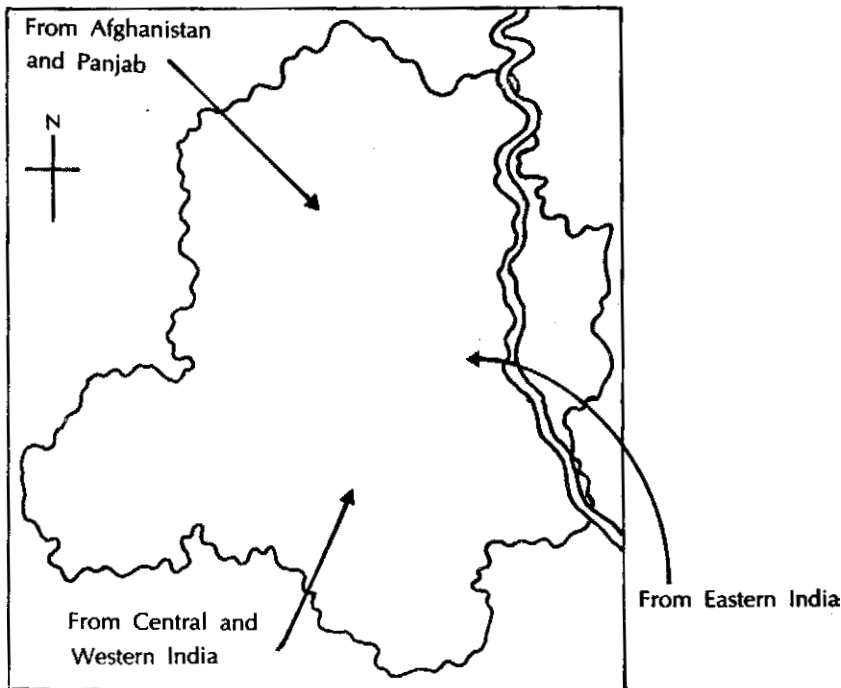 From Afghanistan
and Panjab
N
From Eastern India
From Central and
Western India